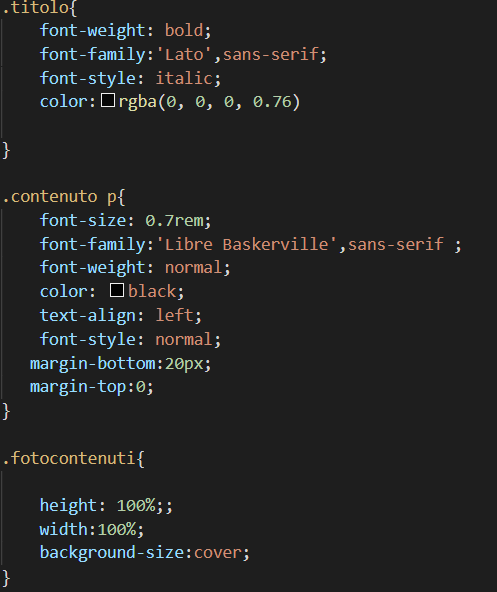 .titolo{
font-weight: bold;
font-family:'Lato',sans-serif;
font-style: italic;
color:rgba(0, 0, 0, 0.76)
}
.contenuto p{
font-size: 0.7rem;
font-family:'Libre Baskerville',sans-serif ;
font-weight: normal;
color: black;
text-align: left;
font-style: normal;
margin-bottom:20px;
margin-top:0;
}
.fotocontenuti{
height: 100%;;
width:100%;
background-size:cover;
}